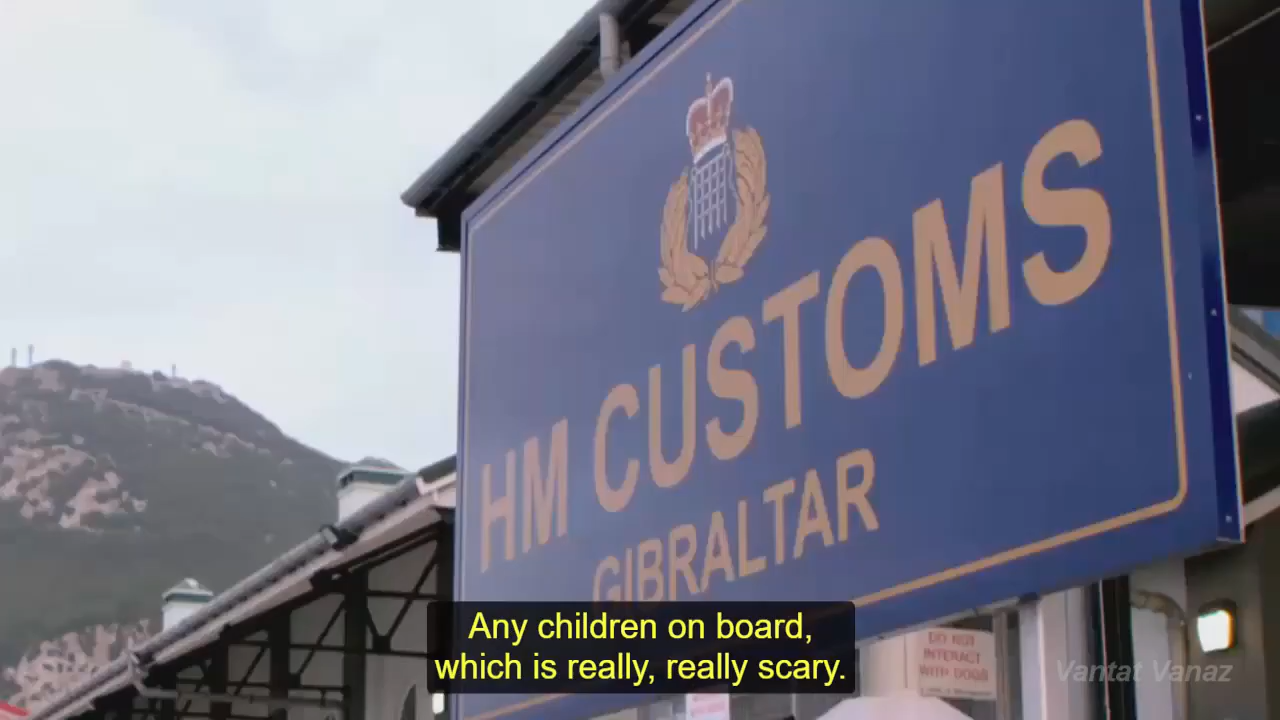 HM CUSTOMS
GIBRALTAR
DO NOT
INTERACT
WITH DOGS
Any children on board,
which is really, really scary.
Vantat Vanaz